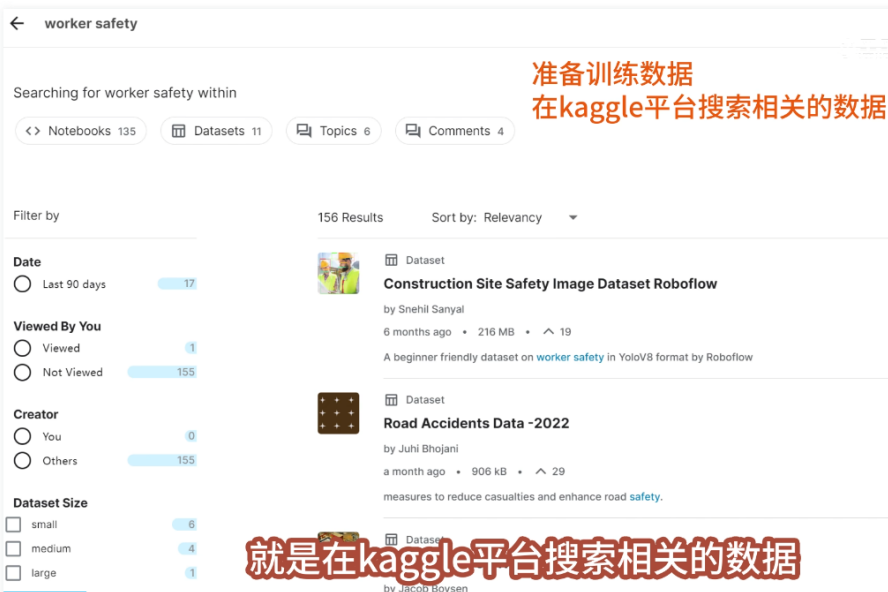 worker safety
准备训练数据
在kaggle平台搜索相关的数据
Searching for worker safety within
Notebooks 135
Datasets 11
Topics 6
Comments 4
Filter by
156 Results
Sort by: Relevancy
Date
Last 90 days 17
Viewed By You
Viewed 1
Not Viewed 155
Creator
You 0
Others 155
Dataset Size
small 6
medium 4
large 1
Dataset
Construction Site Safety Image Dataset Roboflow
by Snehil Sanyal
6 months ago • 216 MB • 19
A beginner friendly dataset on worker safety in YoloV8 format by Roboflow
Dataset
Road Accidents Data -2022
by Juhi Bhojani
a month ago • 906 kB • 29
measures to reduce casualties and enhance road safety.
Dataset
就是在kaggle平台搜索相关的数据
by Jacob Boysen